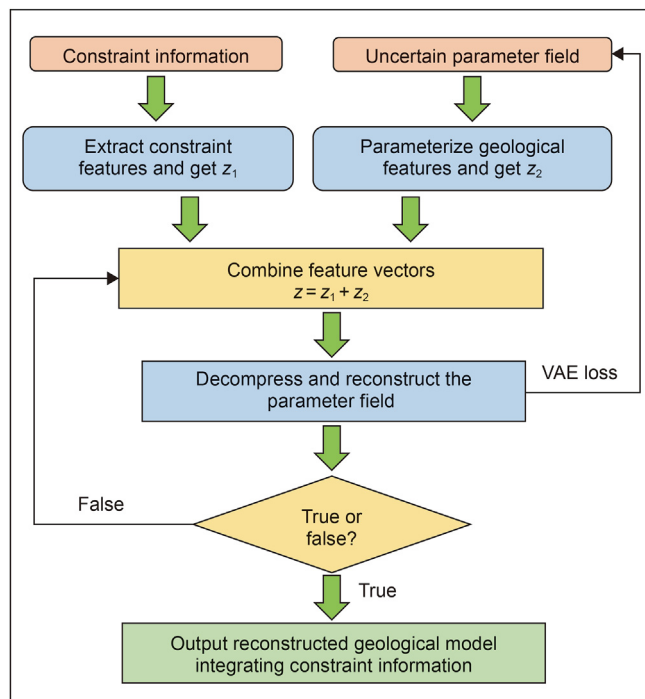 Constraint information
Uncertain parameter field
Extract constraint
features and get z₁
Parameterize geological
features and get z₂
Combine feature vectors
z = z₁ + z₂
Decompress and reconstruct the
parameter field
VAE loss
False
True or
false?
True
Output reconstructed geological model
integrating constraint information